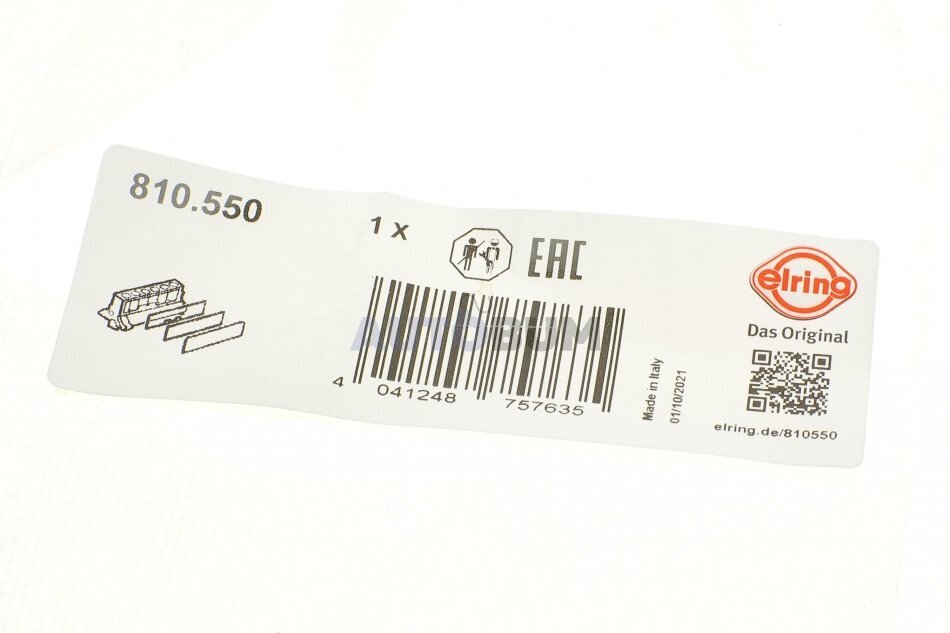 810.550
1 x
EAC
elring
Das Original
AUTOBUM
4 041248 757635
Made in Italy
01/10/2021
elring.de/810550